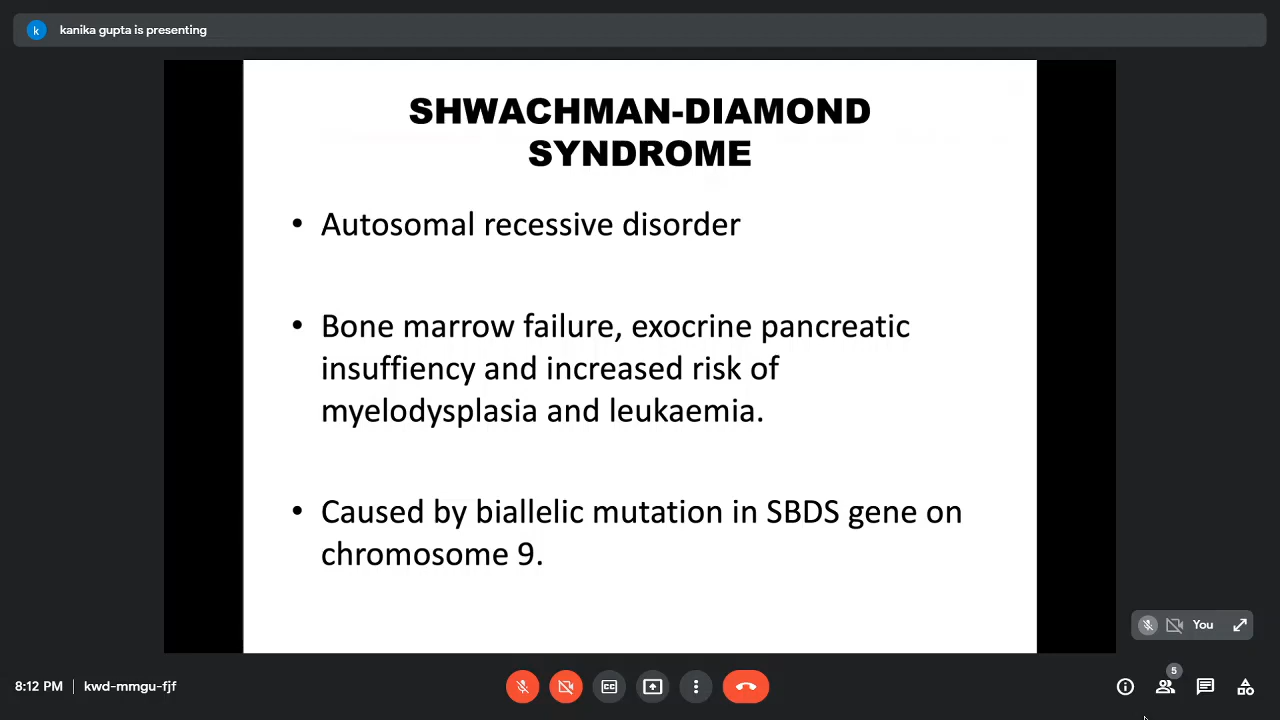 k kanika gupta is presenting
SHWACHMAN-DIAMOND
SYNDROME
• Autosomal recessive disorder
• Bone marrow failure, exocrine pancreatic
insuffiency and increased risk of
myelodysplasia and leukaemia.
• Caused by biallelic mutation in SBDS gene on
chromosome 9.
You
8:12 PM | kwd-mmgu-fjf
CC
5